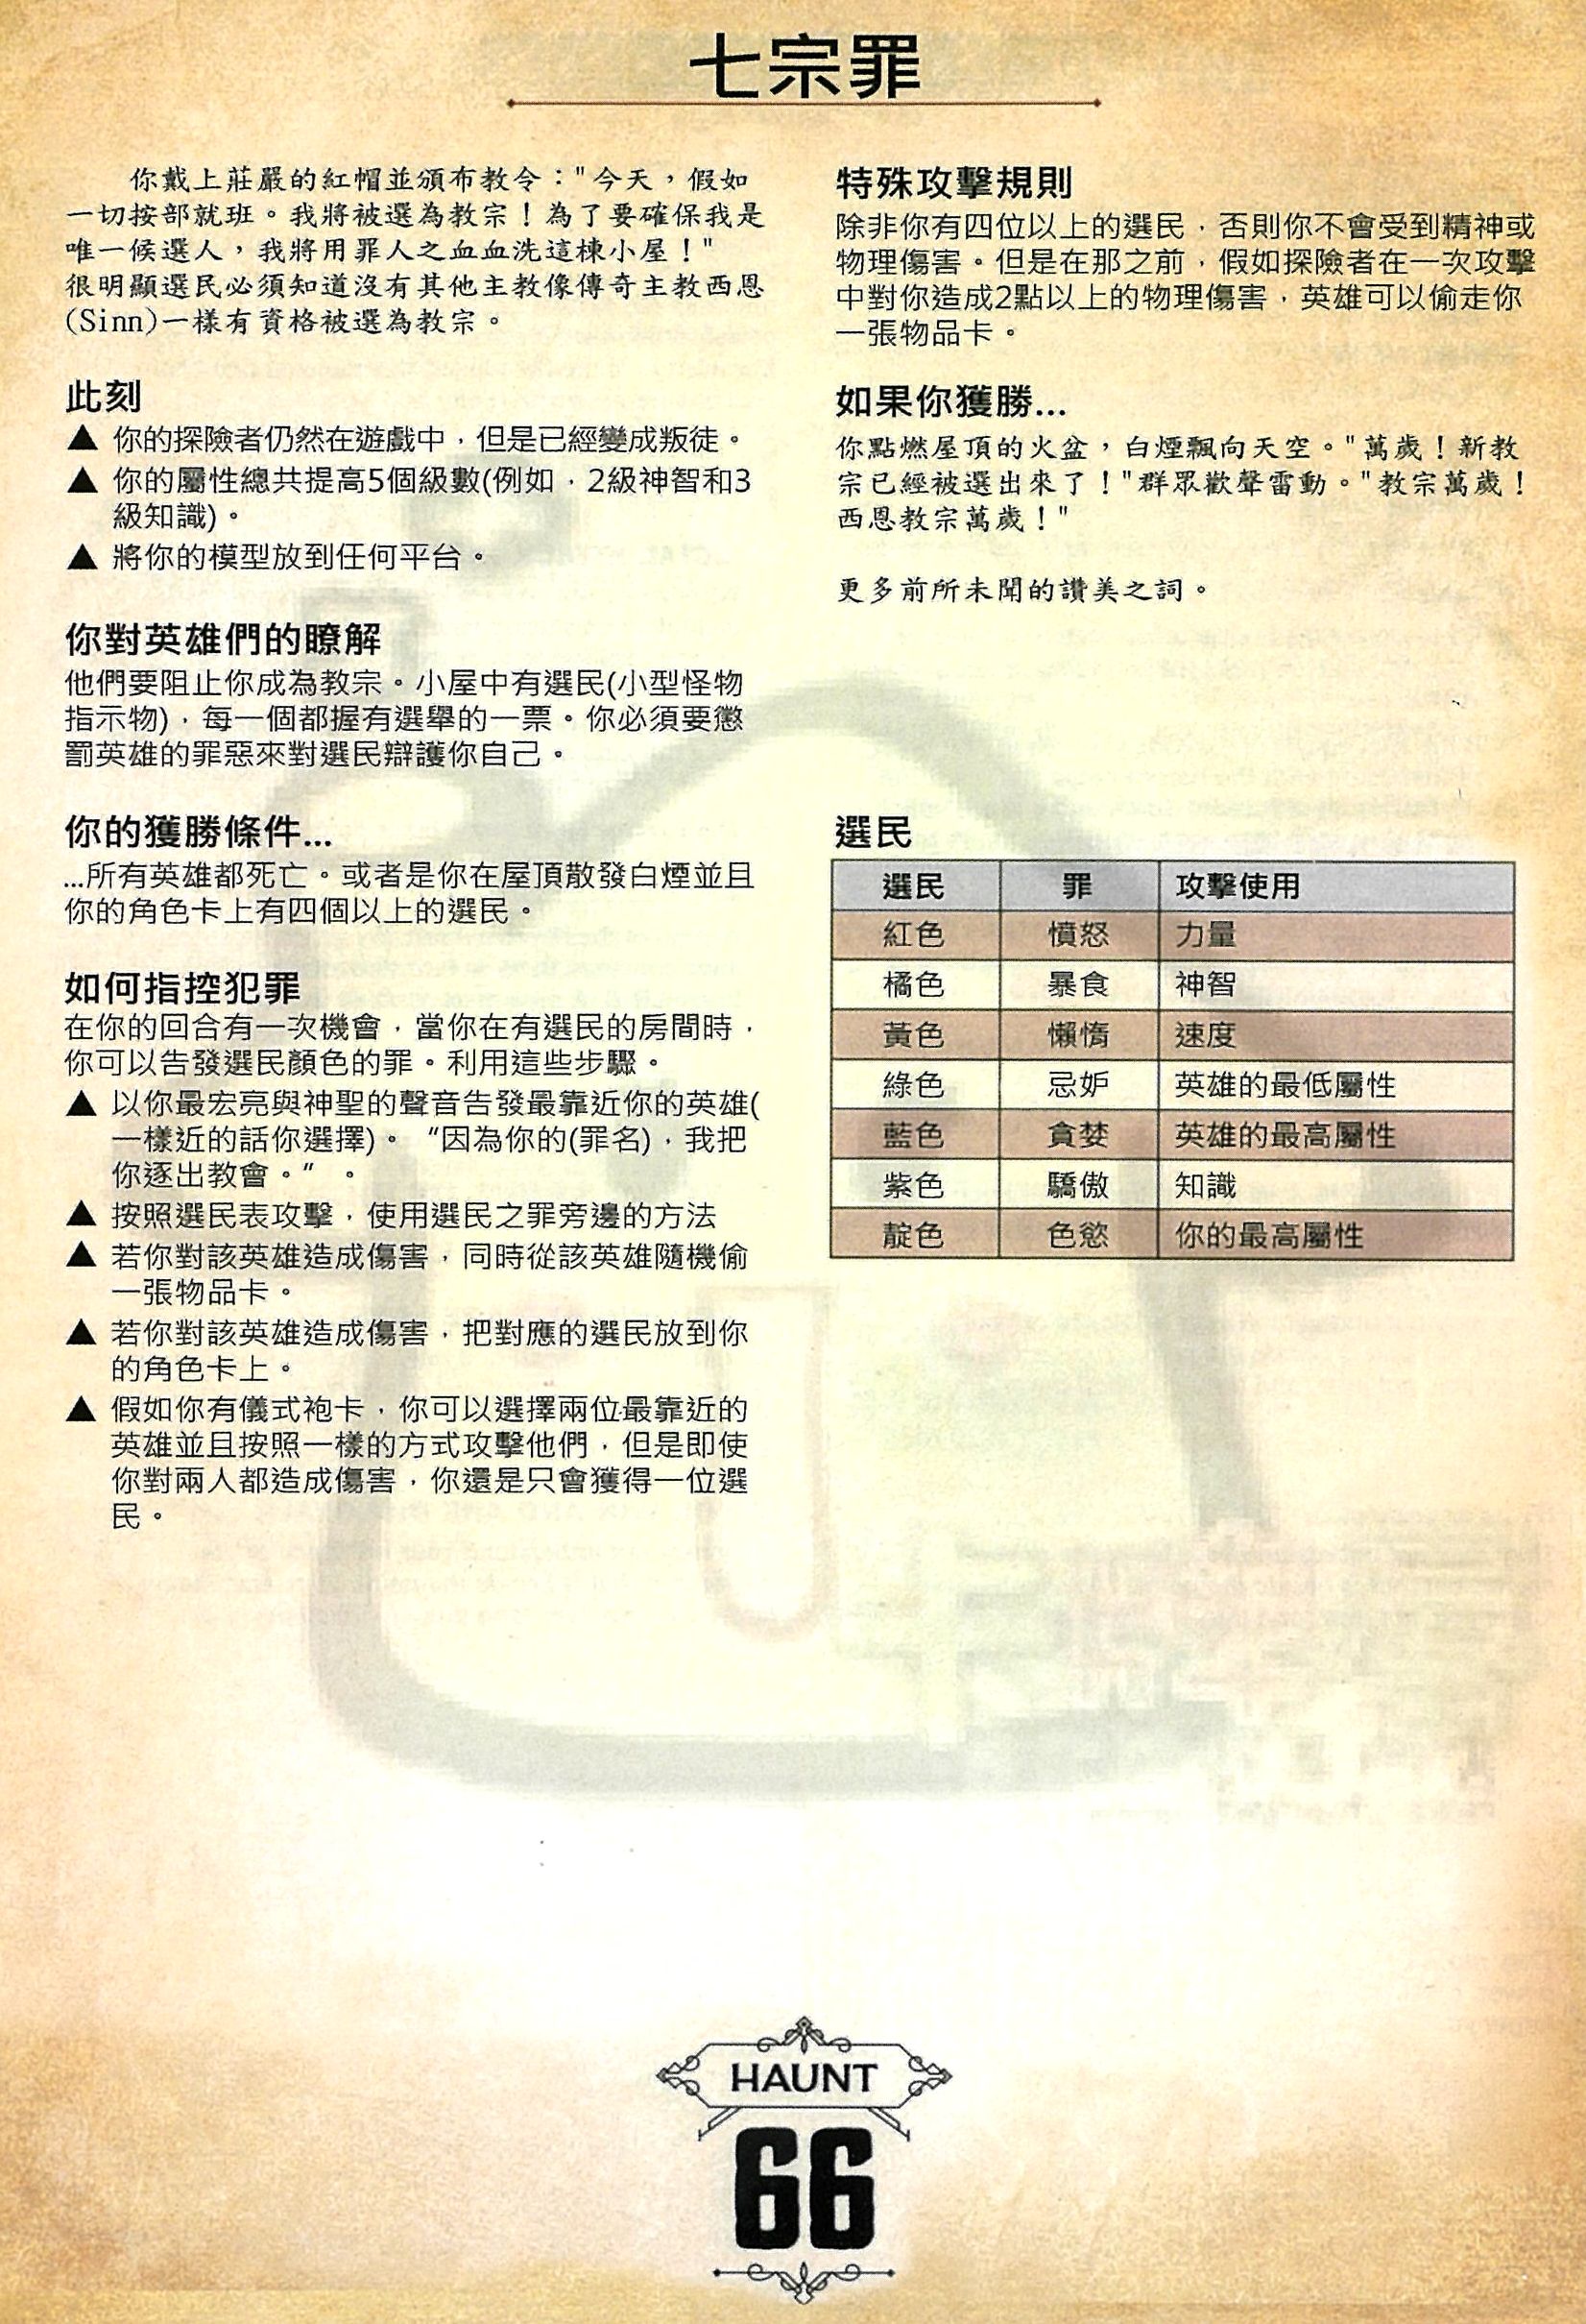 七宗罪
你戴上莊嚴的紅帽並頒布教令："今天，假如
一切按部就班。我將被選為教宗！為了要確保我是
唯一候選人，我將用罪人之血血洗這棟小屋！"
很明顯選民必須知道沒有其他主教像傳奇主教西恩
(Sinn)一樣有資格被選為教宗。
此刻
▲ 你的探險者仍然在遊戲中，但是已經變成叛徒。
▲ 你的屬性總共提高5個級數(例如，2級神智和3
級知識)。
▲ 將你的模型放到任何平台。
你對英雄們的瞭解
他們要阻止你成為教宗。小屋中有選民(小型怪物
指示物)，每一個都握有選舉的一票。你必須要懲
罰英雄的罪惡來對選民辯護你自己。
你的獲勝條件...
...所有英雄都死亡。或者是你在屋頂散發白煙並且
你的角色卡上有四個以上的選民。
如何指控犯罪
在你的回合有一次機會，當你在有選民的房間時，
你可以告發選民顏色的罪。利用這些步驟。
▲ 以你最宏亮與神聖的聲音告發最靠近你的英雄(
一樣近的話你選擇)。“因為你的(罪名)，我把
你逐出教會。”。
▲ 按照選民表攻擊，使用選民之罪旁邊的方法
▲ 若你對該英雄造成傷害，同時從該英雄隨機偷
一張物品卡。
▲ 若你對該英雄造成傷害，把對應的選民放到你
的角色卡上。
▲ 假如你有儀式袍卡，你可以選擇兩位最靠近的
英雄並且按照一樣的方式攻擊他們，但是即使
你對兩人都造成傷害，你還是只會獲得一位選
民。
特殊攻擊規則
除非你有四位以上的選民，否則你不會受到精神或
物理傷害。但是在那之前，假如探險者在一次攻擊
中對你造成2點以上的物理傷害，英雄可以偷走你
一張物品卡。
如果你獲勝...
你點燃屋頂的火盆，白煙飄向天空。"萬歲！新教
宗已經被選出來了！"群眾歡聲雷動。"教宗萬歲！
西恩教宗萬歲！"
更多前所未聞的讚美之詞。
選民
選民 罪 攻擊使用
紅色 憤怒 力量
橘色 暴食 神智
黃色 懶惰 速度
綠色 忌妒 英雄的最低屬性
藍色 貪婪 英雄的最高屬性
紫色 驕傲 知識
靛色 色慾 你的最高屬性
HAUNT
66